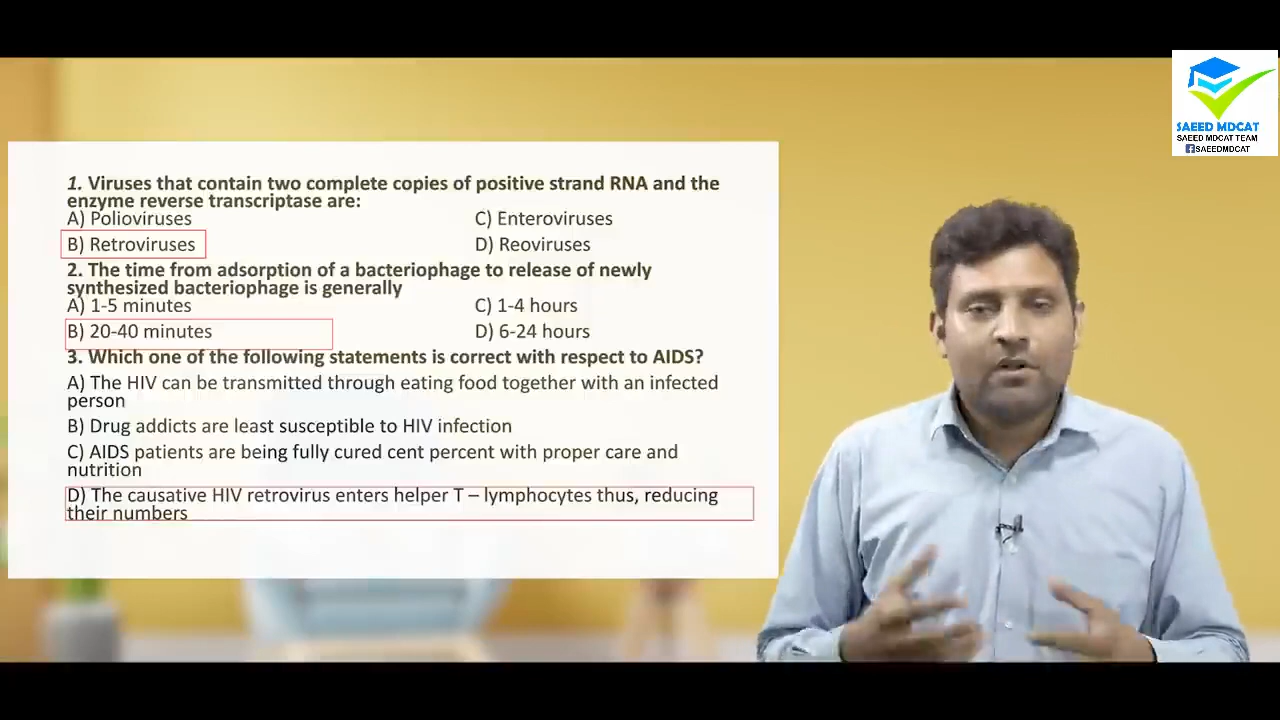 1. Viruses that contain two complete copies of positive strand RNA and the
enzyme reverse transcriptase are:
A) Polioviruses
C) Enteroviruses
B) Retroviruses
D) Reoviruses
2. The time from adsorption of a bacteriophage to release of newly
synthesized bacteriophage is generally
A) 1-5 minutes
C) 1-4 hours
B) 20-40 minutes
D) 6-24 hours
3. Which one of the following statements is correct with respect to AIDS?
A) The HIV can be transmitted through eating food together with an infected
person
B) Drug addicts are least susceptible to HIV infection
C) AIDS patients are being fully cured cent percent with proper care and
nutrition
D) The causative HIV retrovirus enters helper T – lymphocytes thus, reducing
their numbers
SAEED MDCAT
SAEED MDCAT TEAM
SAEEDMDCAT